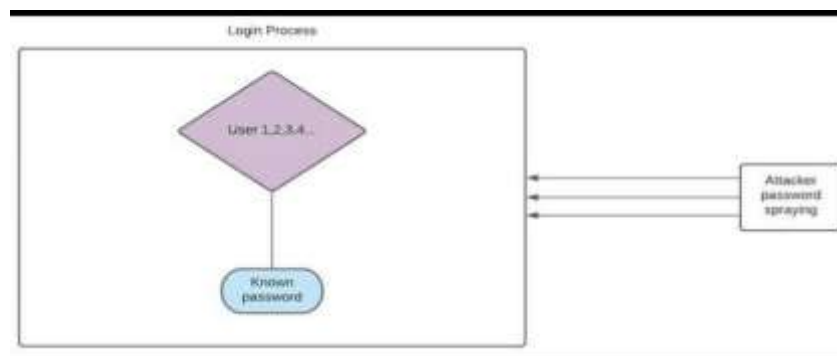 Login Process
User 1,2,3,4...
Known
password
Attacker
password
spraying